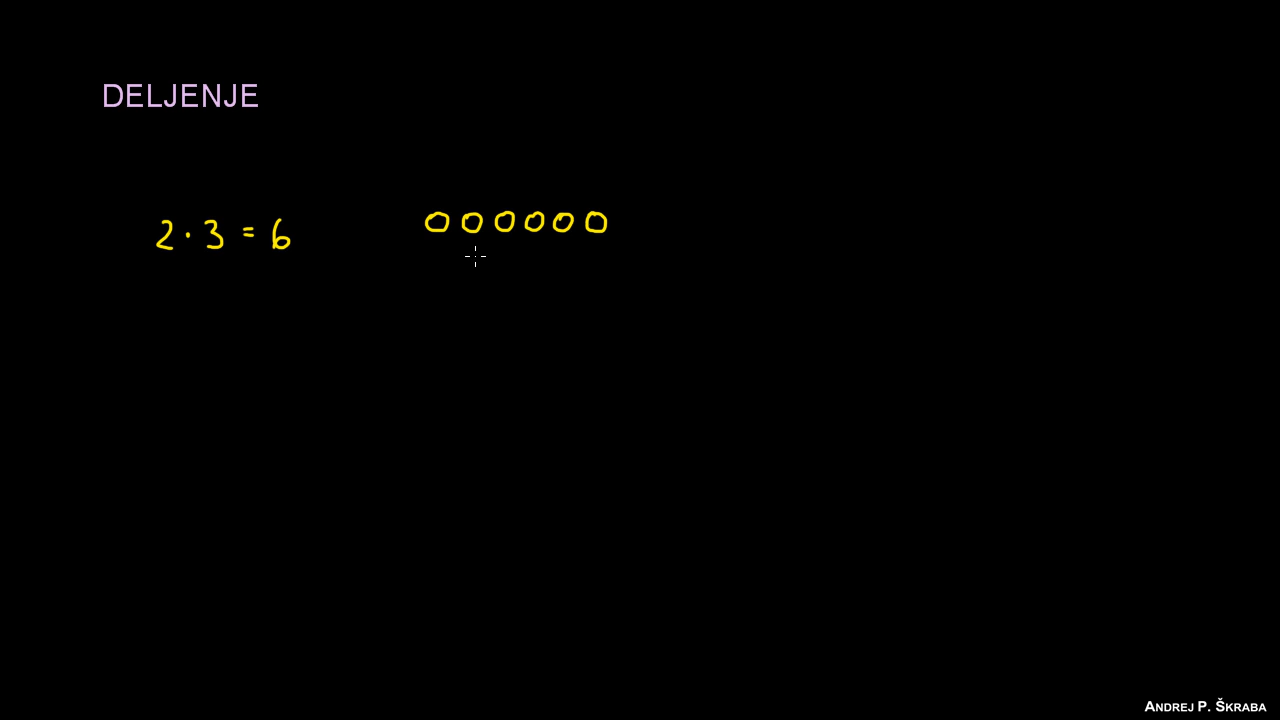 DELJENJE
2 · 3 = 6
ANDREJ P. ŠKRABA